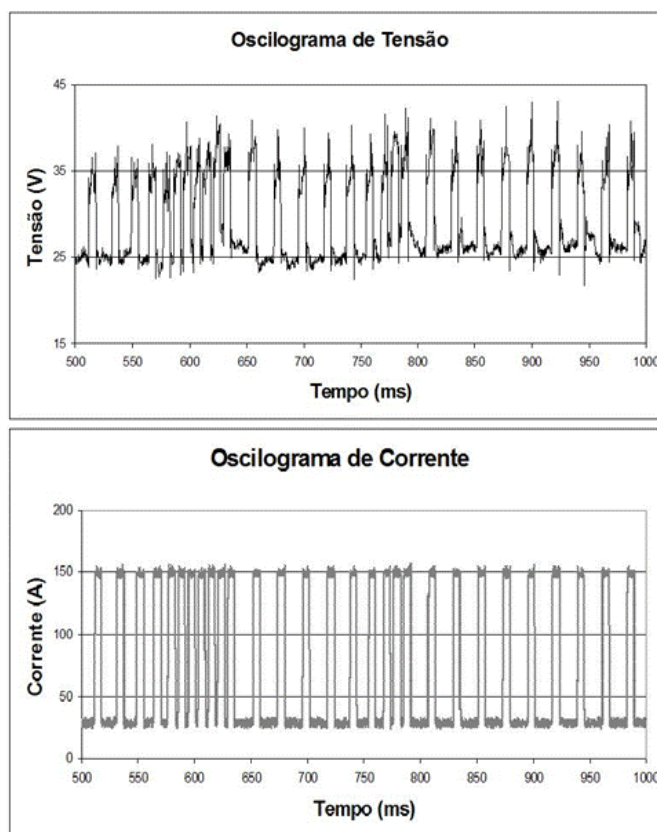 Oscilograma de Tensão
45
35
25
15
Tensão (V)
500 550 600 650 700 750 800 850 900 950 1000
Tempo (ms)
Oscilograma de Corrente
200
150
100
50
0
Corrente (A)
500 550 600 650 700 750 800 850 900 950 1000
Tempo (ms)